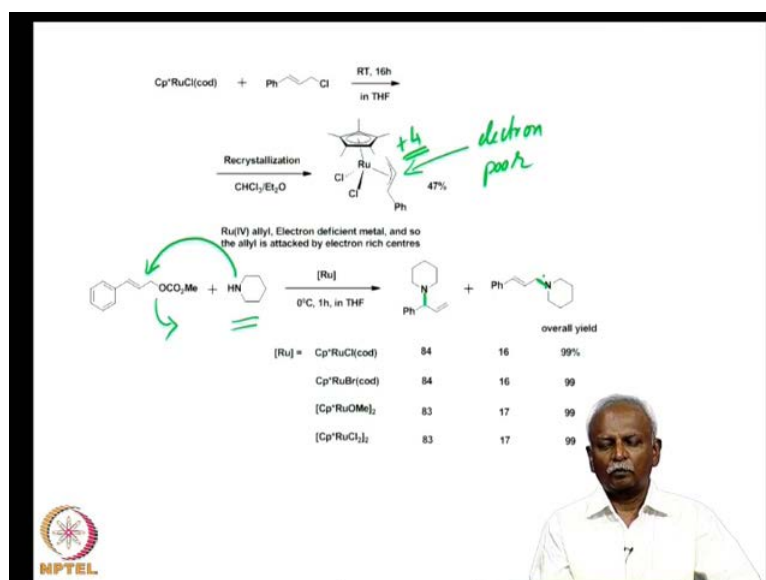 Cp*RuCl(cod) + Ph Cl RT, 16h
in THF
+4 electron
poor
Recrystallization
CHCl3/Et2O
Ru
Cl
Cl
Ph
47%
Ru(IV) allyl, Electron deficient metal, and so
the allyl is attacked by electron rich centres
OCO2Me + HN [Ru]
0°C, 1h, in THF
N
Ph
+ Ph N
overall yield
[Ru] = Cp*RuCl(cod) 84 16 99%
Cp*RuBr(cod) 84 16 99
[Cp*RuOMe]2 83 17 99
[Cp*RuCl2]2 83 17 99
NPTEL